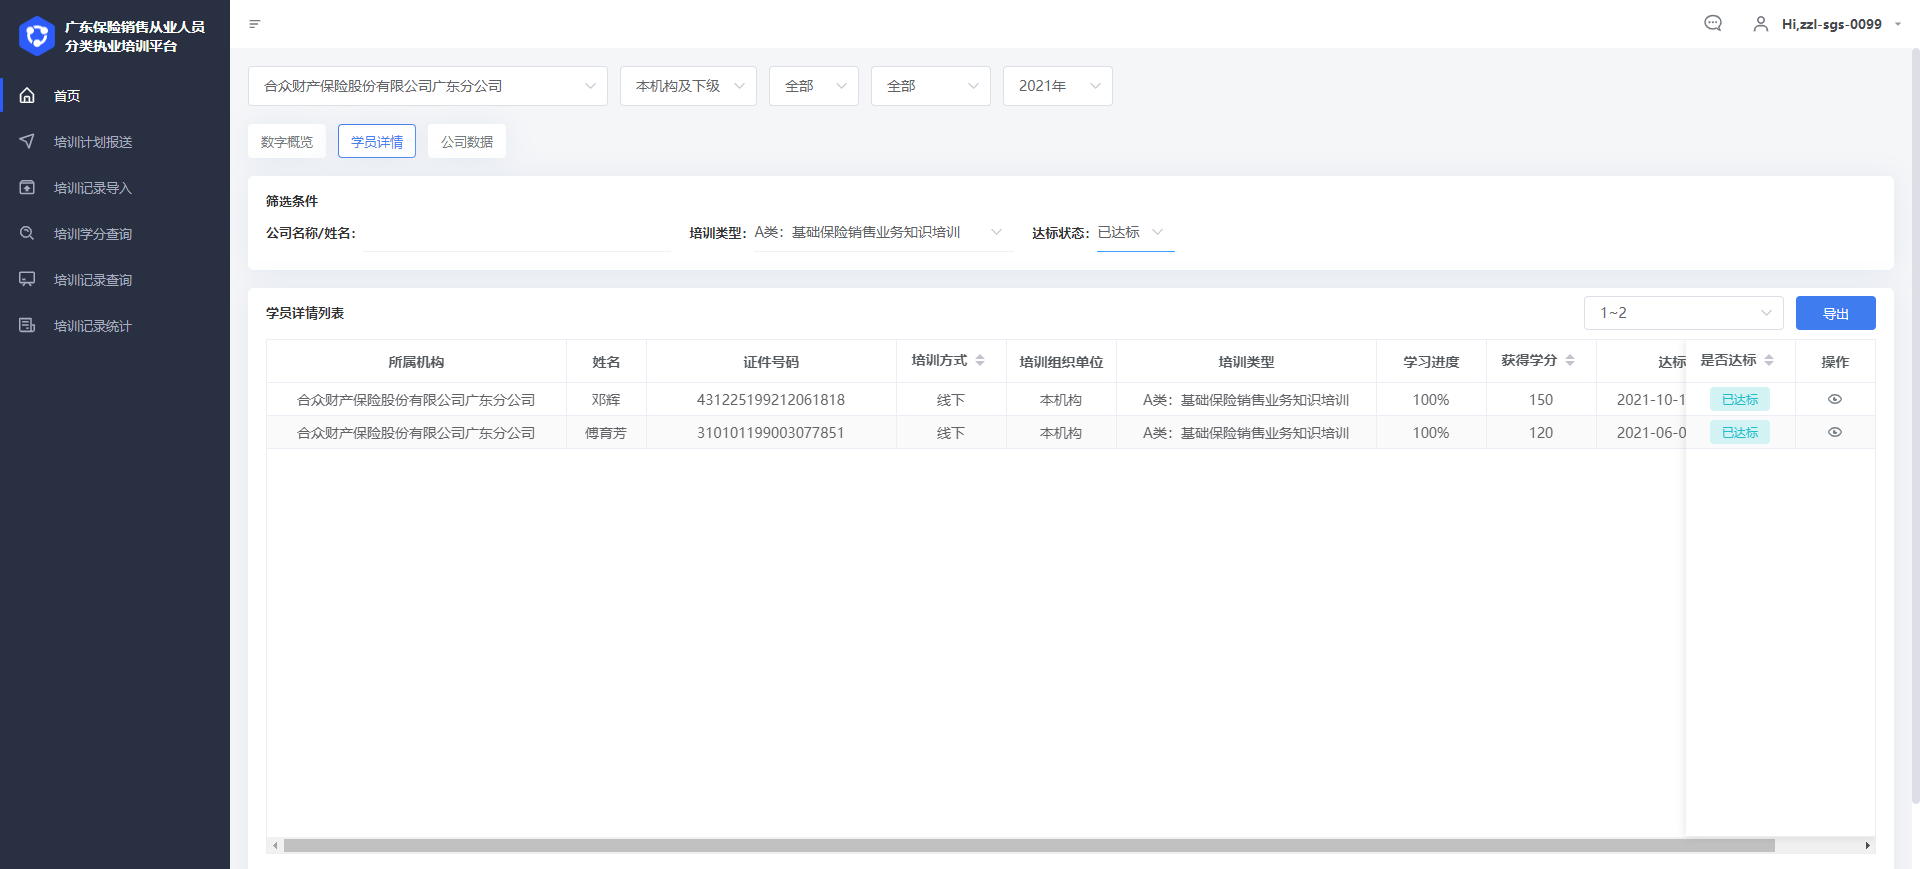 广东保险销售从业人员
分类执业培训平台
Hi,zzl-sgs-0099
首页
培训计划报送
培训记录导入
培训学分查询
培训记录查询
培训记录统计
合众财产保险股份有限公司广东分公司 本机构及下级 全部 全部 2021年
数字概览 学员详情 公司数据
筛选条件
公司名称/姓名: 培训类型: A类：基础保险销售业务知识培训 达标状态: 已达标
学员详情列表 1~2 导出
所属机构 姓名 证件号码 培训方式 培训组织单位 培训类型 学习进度 获得学分 达标 是否达标 操作
合众财产保险股份有限公司广东分公司 邓辉 431225199212061818 线下 本机构 A类：基础保险销售业务知识培训 100% 150 2021-10-1 已达标
合众财产保险股份有限公司广东分公司 傅育芳 310101199003077851 线下 本机构 A类：基础保险销售业务知识培训 100% 120 2021-06-0 已达标